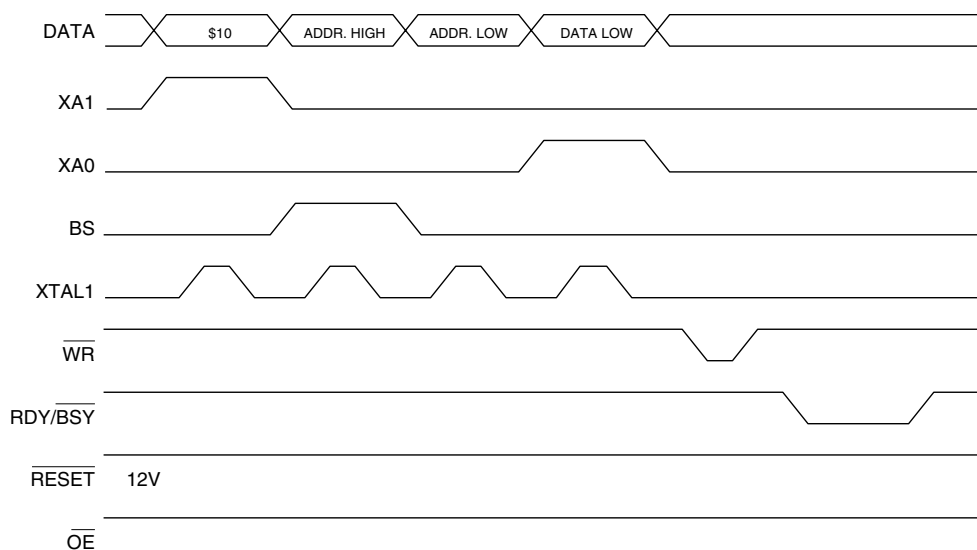 DATA $10 ADDR. HIGH ADDR. LOW DATA LOW
XA1
XA0
BS
XTAL1
WR
RDY/BSY
RESET 12V
OE